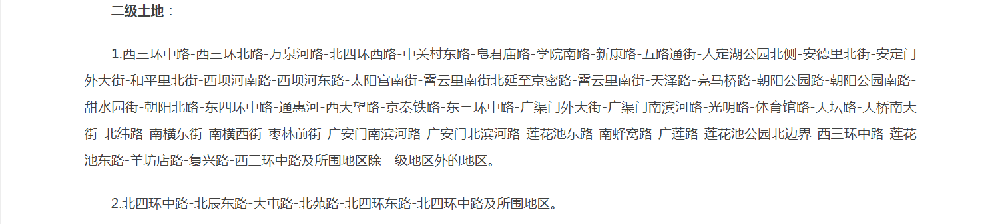 二级土地：
1.西三环中路-西三环北路-万泉河路-北四环西路-中关村东路-皂君庙路-学院南路-新康路-五路通街-人定湖公园北侧-安德里北街-安定门
外大街-和平里北街-西坝河南路-西坝河东路-太阳宫南街-霄云里南街北延至京密路-霄云里南街-天泽路-亮马桥路-朝阳公园路-朝阳公园南路-
甜水园街-朝阳北路-东四环中路-通惠河-西大望路-京秦铁路-东三环中路-广渠门外大街-广渠门南滨河路-光明路-体育馆路-天坛路-天桥南大
街-北纬路-南横东街-南横西街-枣林前街-广安门南滨河路-广安门北滨河路-莲花池东路-南蜂窝路-广莲路-莲花池公园北边界-西三环中路-莲花
池东路-羊坊店路-复兴路-西三环中路及所围地区除一级地区外的地区。
2.北四环中路-北辰东路-大屯路-北苑路-北四环东路-北四环中路及所围地区。